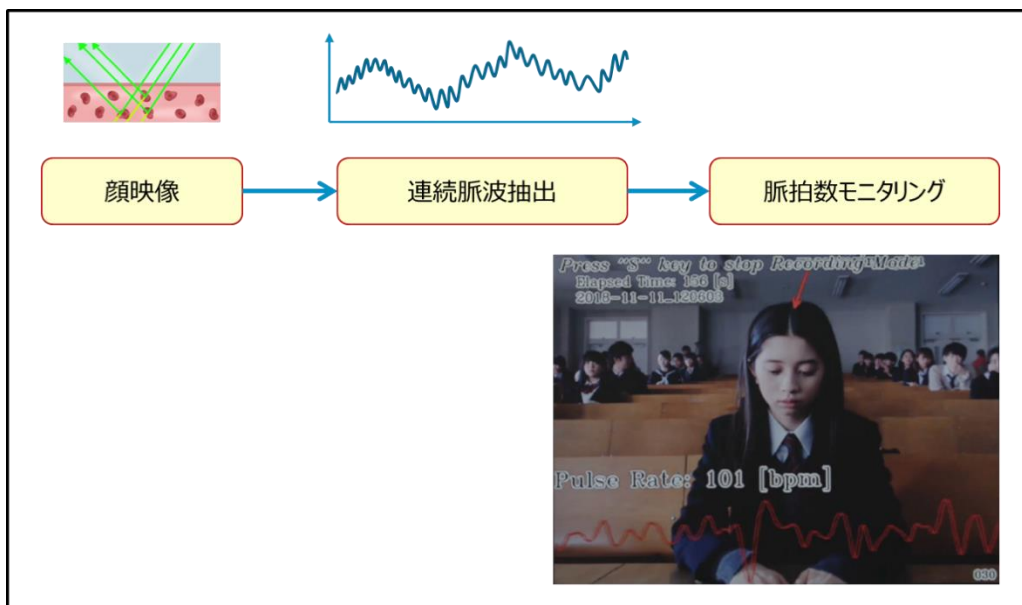 顔映像
連続脈波抽出
脈拍数モニタリング
Press "S" key to stop Recording Mode
Elapsed Time: 156 [s]
2018-11-11_120603
Pulse Rate: 101 [bpm]
030